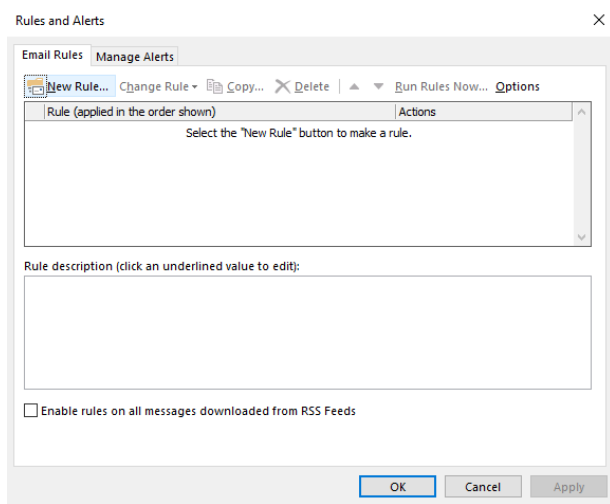 Rules and Alerts
Email Rules Manage Alerts
New Rule... Change Rule Copy... Delete Run Rules Now... Options
Rule (applied in the order shown) Actions
Select the "New Rule" button to make a rule.
Rule description (click an underlined value to edit):
Enable rules on all messages downloaded from RSS Feeds
OK Cancel Apply